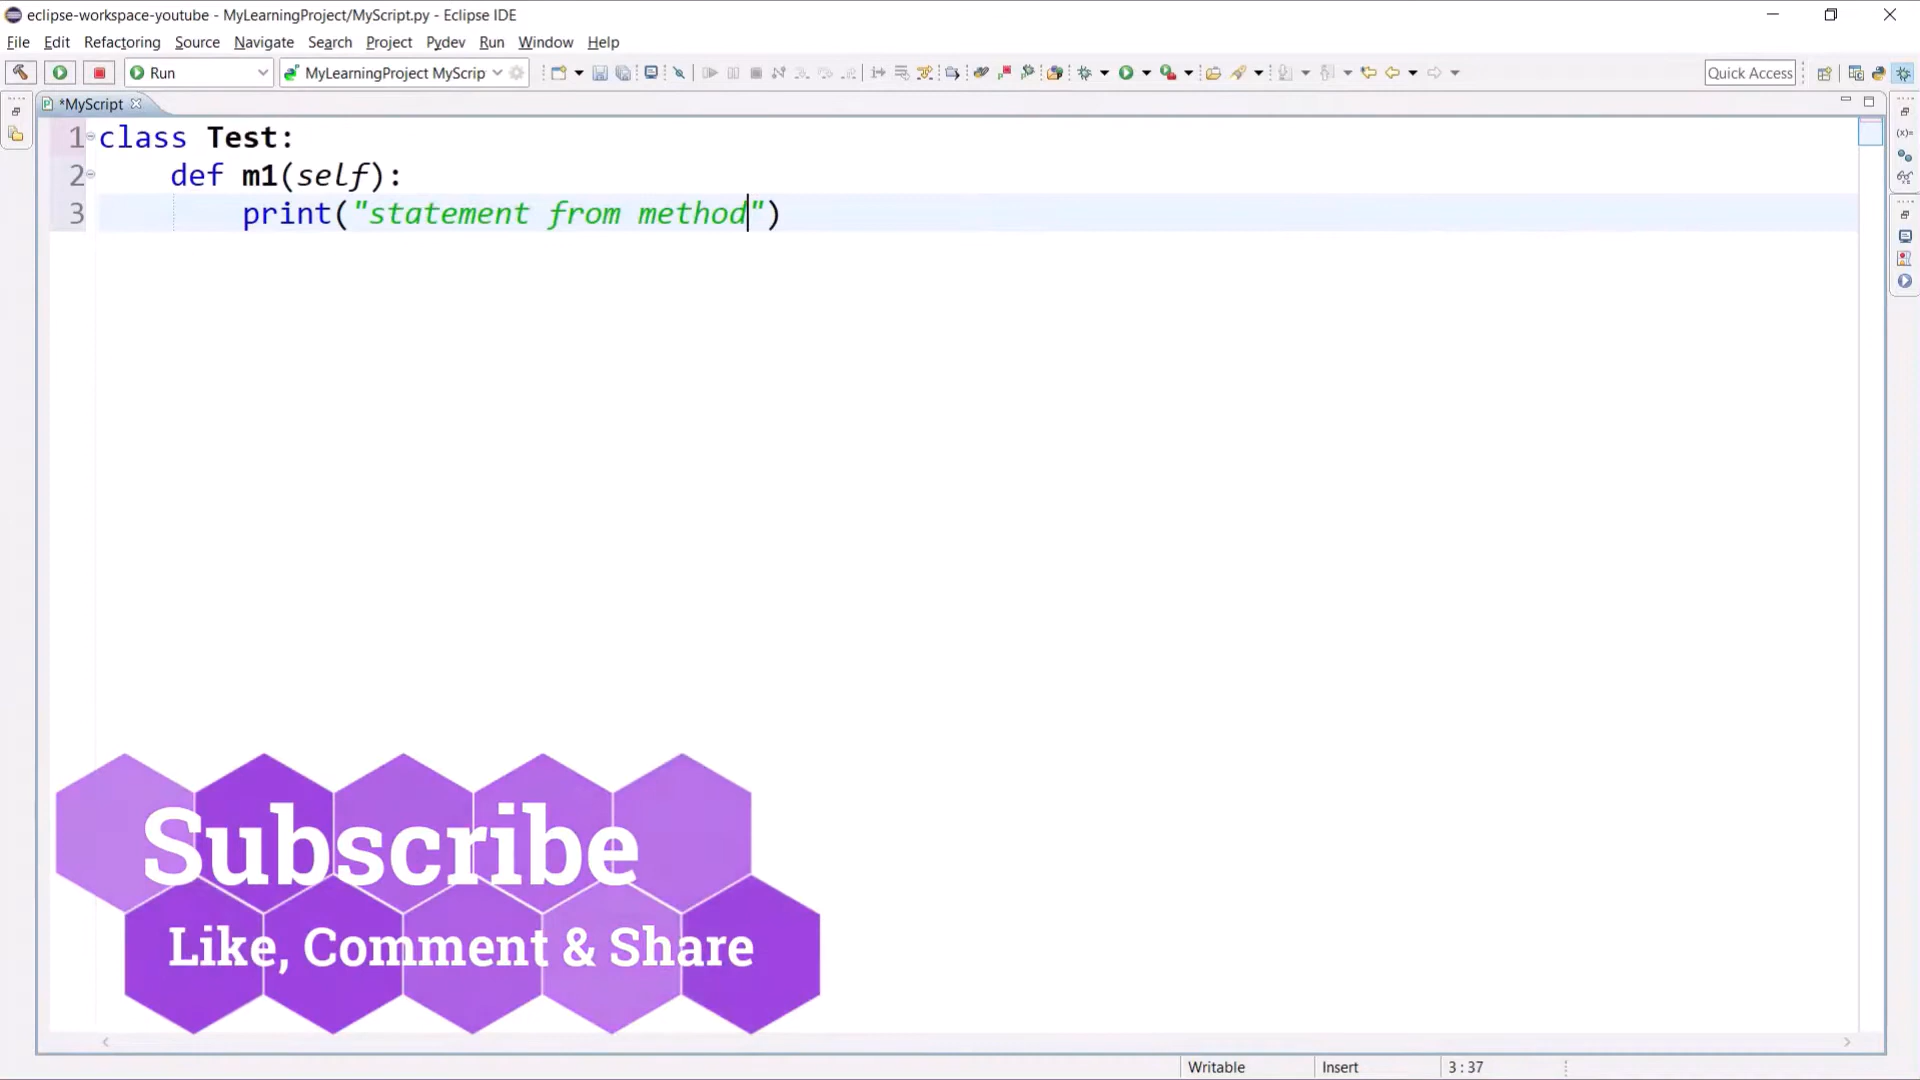 eclipse-workspace-youtube - MyLearningProject/MyScript.py - Eclipse IDE
File Edit Refactoring Source Navigate Search Project Pydev Run Window Help
Run MyLearningProject MyScrip Quick Access
*MyScript
1 class Test:
2 def m1(self):
3 print("statement from method")
Subscribe
Like, Comment & Share
Writable Insert 3 : 37